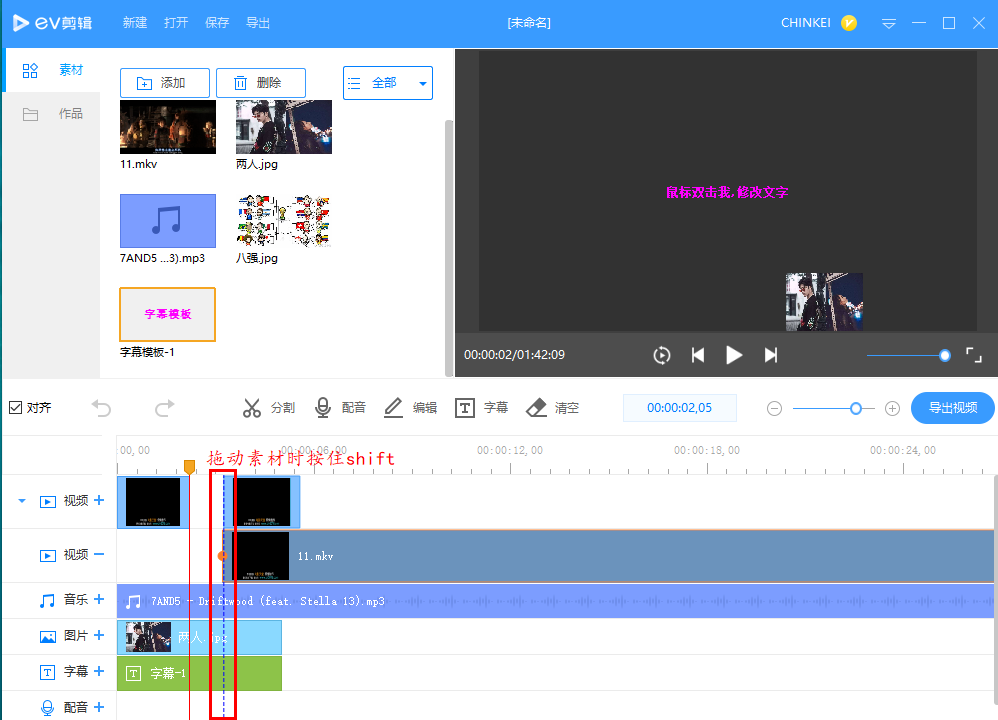 EV剪辑 新建 打开 保存 导出 [未命名] CHINKEI
素材
作品
添加 删除 全部
11.mkv 两人.jpg
7AND5 ...3).mp3 八强.jpg
字幕模板
字幕模板-1
鼠标双击我,修改文字
00:00:02/01:42:09
对齐 分割 配音 编辑 字幕 清空 00:00:02,05 导出视频
00,00 00:00:06,00 00:00:12,00 00:00:18,00 00:00:24,00
拖动素材时按住shift
视频
视频 11.mkv
音乐 7AND5 - Driftwood (feat. Stella 13).mp3
图片 两人.jpg
字幕 字幕-1
配音